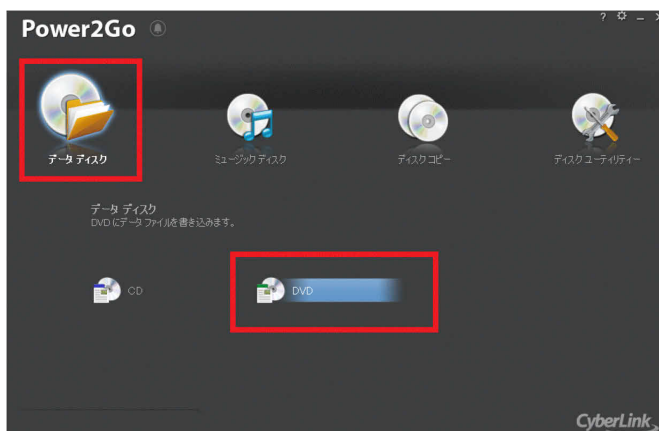 Power2Go
? _ X
データ ディスク
ミュージック ディスク
ディスク コピー
ディスク ユーティリティー
データ ディスク
DVD にデータ ファイルを書き込みます。
CD
DVD
CyberLink